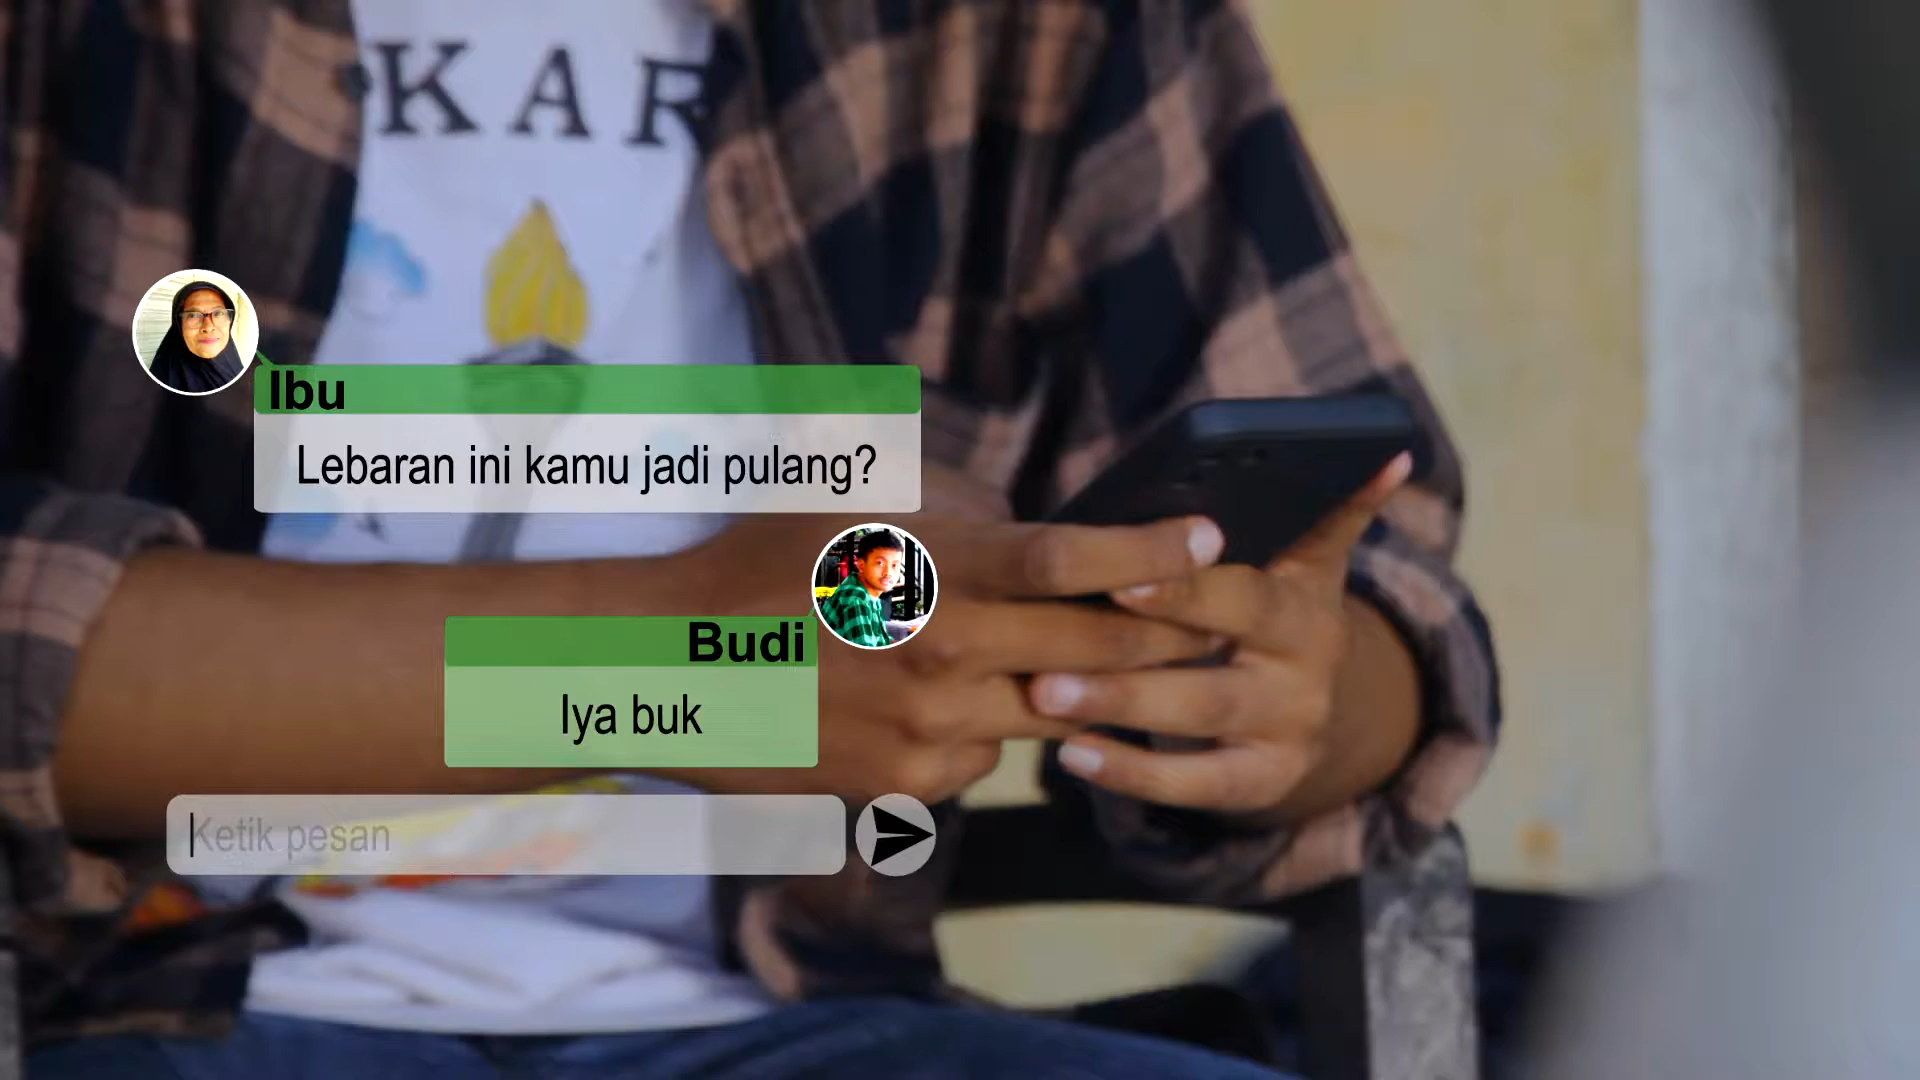 KAR
Ibu
Lebaran ini kamu jadi pulang?
Budi
Iya buk
Ketik pesan